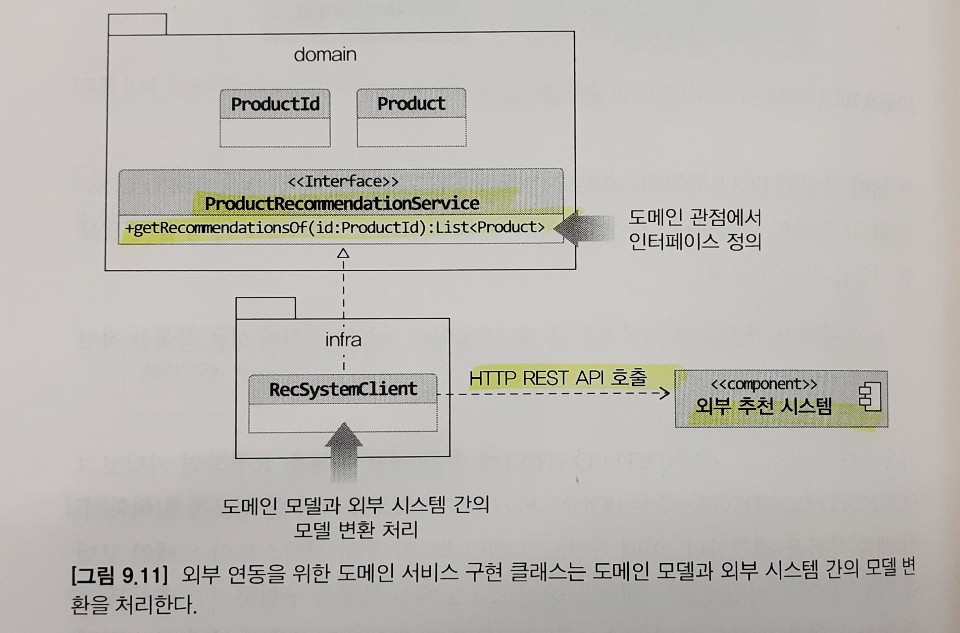 domain
ProductId
Product
<<Interface>>
ProductRecommendationService
+getRecommendationsOf(id:ProductId):List<Product>
도메인 관점에서
인터페이스 정의
infra
RecSystemClient
HTTP REST API 호출
<<component>>
외부 추천 시스템
도메인 모델과 외부 시스템 간의
모델 변환 처리
[그림 9.11] 외부 연동을 위한 도메인 서비스 구현 클래스는 도메인 모델과 외부 시스템 간의 모델 변
환을 처리한다.